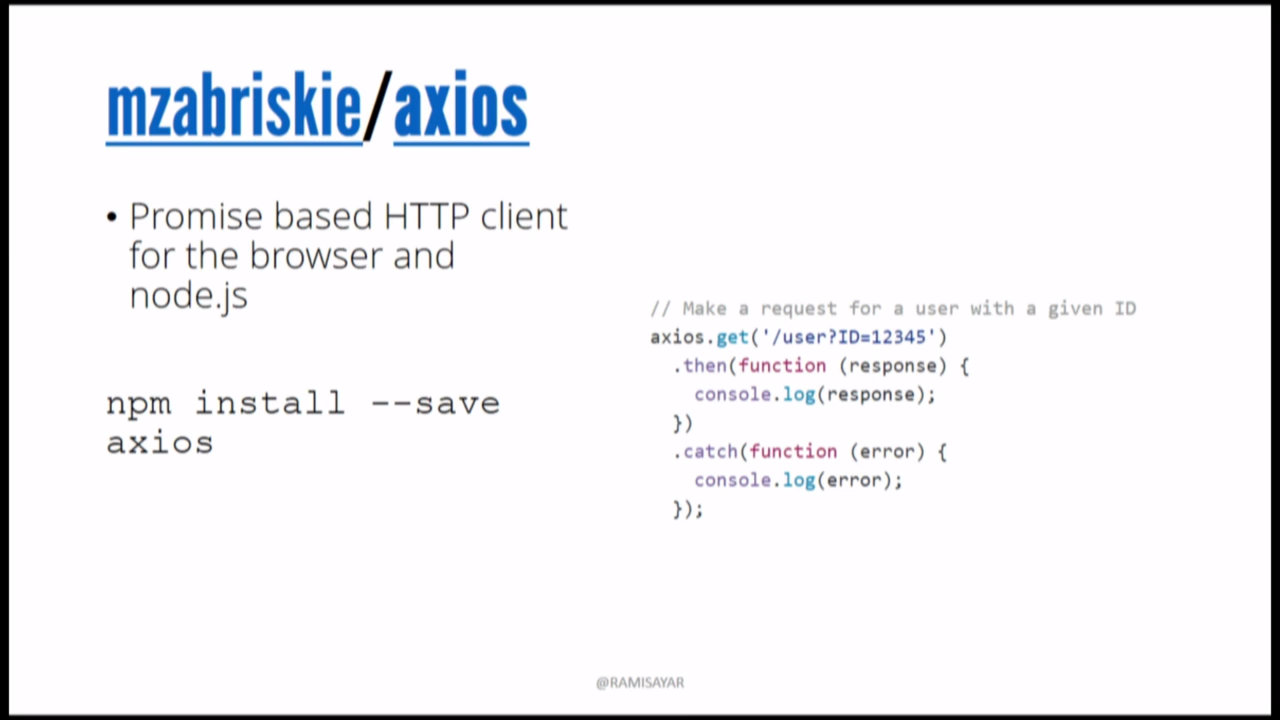 mzabriskie/axios
• Promise based HTTP client
for the browser and
node.js
npm install --save
axios
// Make a request for a user with a given ID
axios.get('/user?ID=12345')
  .then(function (response) {
    console.log(response);
  })
  .catch(function (error) {
    console.log(error);
  });
@RAMISAYAR